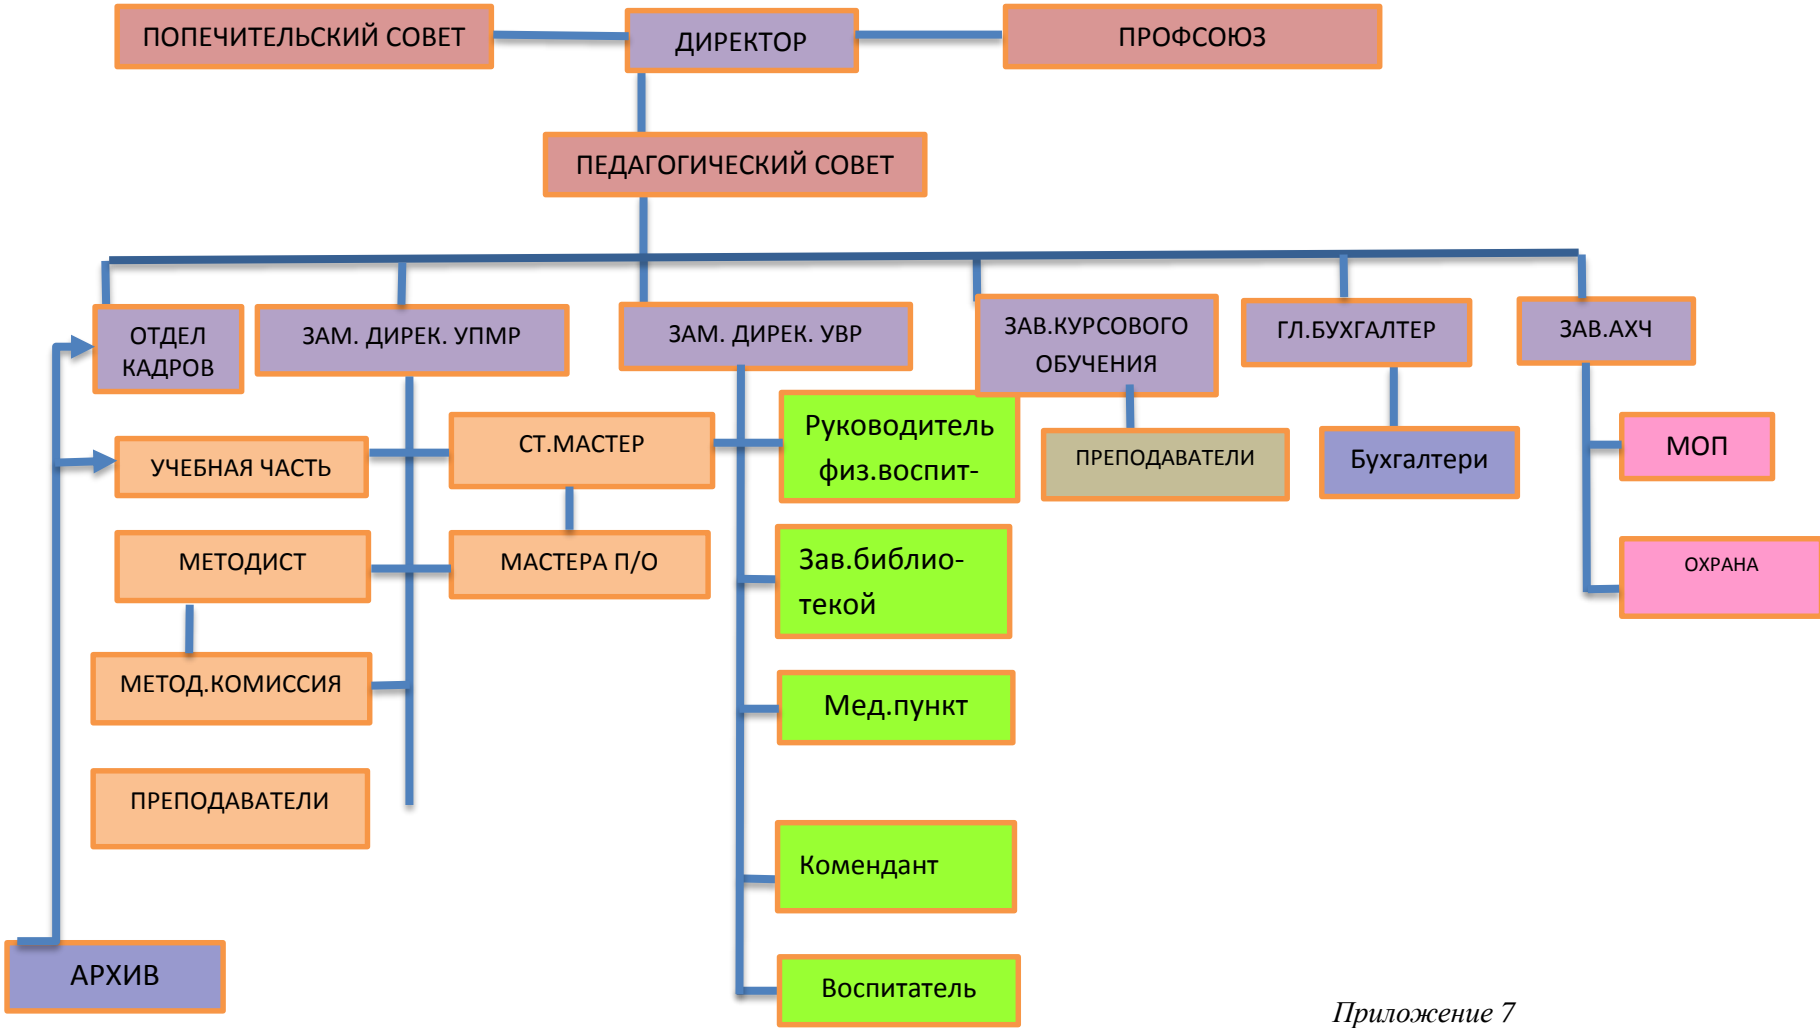 ПОПЕЧИТЕЛЬСКИЙ СОВЕТ
ДИРЕКТОР
ПРОФСОЮЗ
ПЕДАГОГИЧЕСКИЙ СОВЕТ
ОТДЕЛ
КАДРОВ
ЗАМ. ДИРЕК. УПМР
ЗАМ. ДИРЕК. УВР
ЗАВ.КУРСОВОГО
ОБУЧЕНИЯ
ГЛ.БУХГАЛТЕР
ЗАВ.АХЧ
УЧЕБНАЯ ЧАСТЬ
СТ.МАСТЕР
Руководитель
физ.воспит-
ПРЕПОДАВАТЕЛИ
Бухгалтери
МОП
МЕТОДИСТ
МАСТЕРА П/О
Зав.библио-
текой
ОХРАНА
МЕТОД.КОМИССИЯ
Мед.пункт
ПРЕПОДАВАТЕЛИ
Комендант
АРХИВ
Воспитатель
Приложение 7